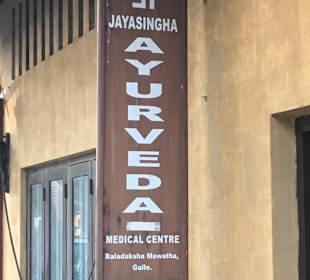 JAYASINGHA
AYURVEDA
MEDICAL CENTRE
Baladaksha Mawatha,
Galle.